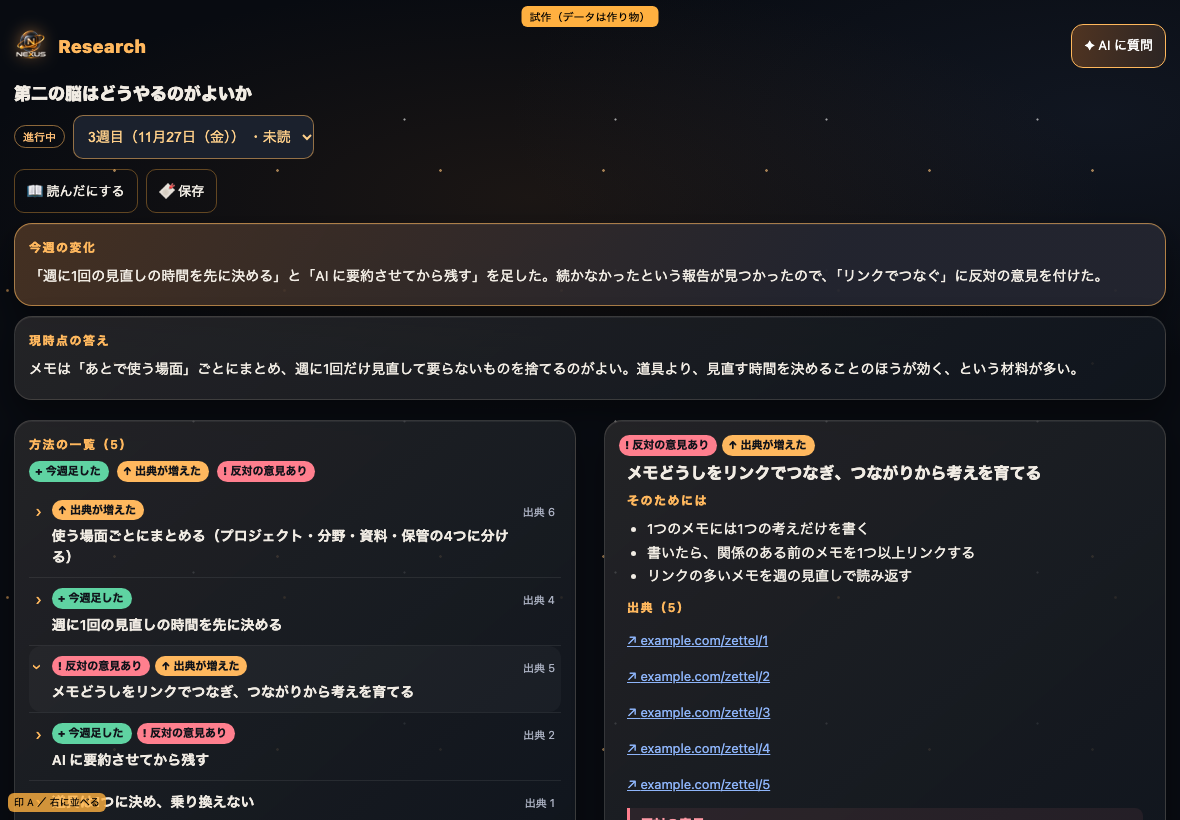 試作（データは作り物）
NEXUS
Research
✦ AI に質問
第二の脳はどうやるのがよいか
進行中
3週目（11月27日（金））・未読
📖 読んだにする
🔖 保存
今週の変化
「週に1回の見直しの時間を先に決める」と「AI に要約させてから残す」を足した。続かなかったという報告が見つかったので、「リンクでつなぐ」に反対の意見を付けた。
現時点の答え
メモは「あとで使う場面」ごとにまとめ、週に1回だけ見直して要らないものを捨てるのがよい。道具より、見直す時間を決めることのほうが効く、という材料が多い。
方法の一覧（5）
+ 今週足した
↑ 出典が増えた
! 反対の意見あり
↑ 出典が増えた
出典 6
使う場面ごとにまとめる（プロジェクト・分野・資料・保管の4つに分け
る）
+ 今週足した
出典 4
週に1回の見直しの時間を先に決める
! 反対の意見あり
↑ 出典が増えた
出典 5
メモどうしをリンクでつなぎ、つながりから考えを育てる
+ 今週足した
! 反対の意見あり
出典 2
AI に要約させてから残す
つに決め、乗り換えない
出典 1
印 A ／ 右に並べる
! 反対の意見あり
↑ 出典が増えた
メモどうしをリンクでつなぎ、つながりから考えを育てる
そのためには
• 1つのメモには1つの考えだけを書く
• 書いたら、関係のある前のメモを1つ以上リンクする
• リンクの多いメモを週の見直しで読み返す
出典（5）
↗ example.com/zettel/1
↗ example.com/zettel/2
↗ example.com/zettel/3
↗ example.com/zettel/4
↗ example.com/zettel/5